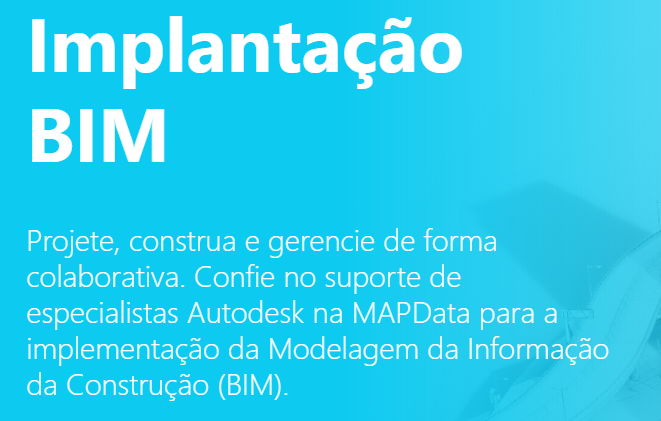 Implantação
BIM
Projete, construa e gerencie de forma
colaborativa. Confie no suporte de
especialistas Autodesk na MAPData para a
implementação da Modelagem da Informação
da Construção (BIM).